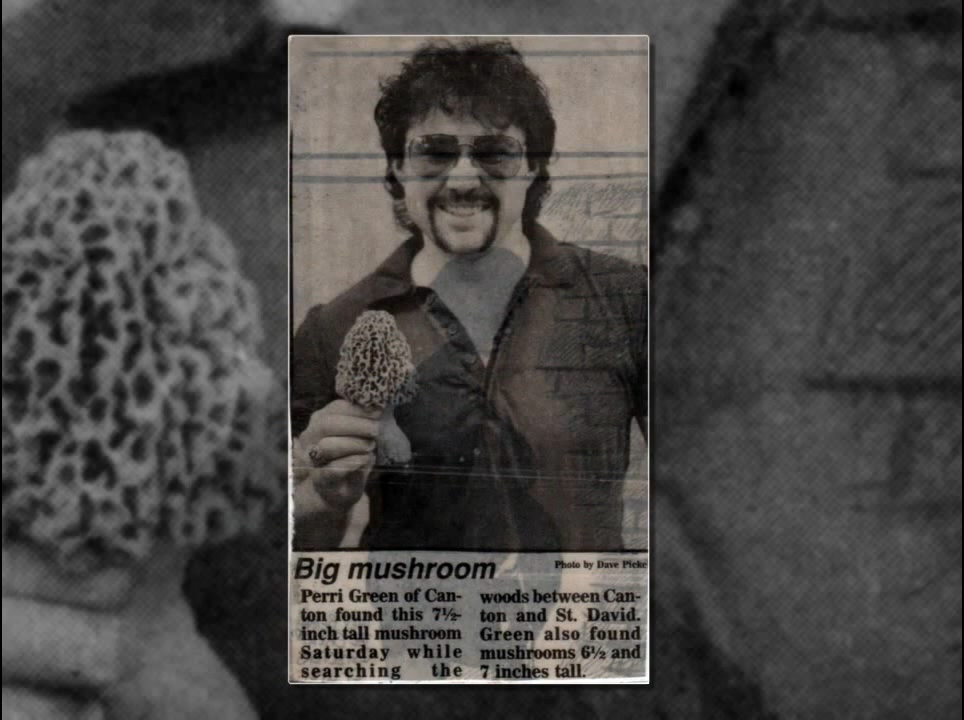 Big mushroom
Photo by Dave Picke
Perri Green of Can-
ton found this 7½-
inch tall mushroom
Saturday while
searching the
woods between Can-
ton and St. David.
Green also found
mushrooms 6½ and
7 inches tall.